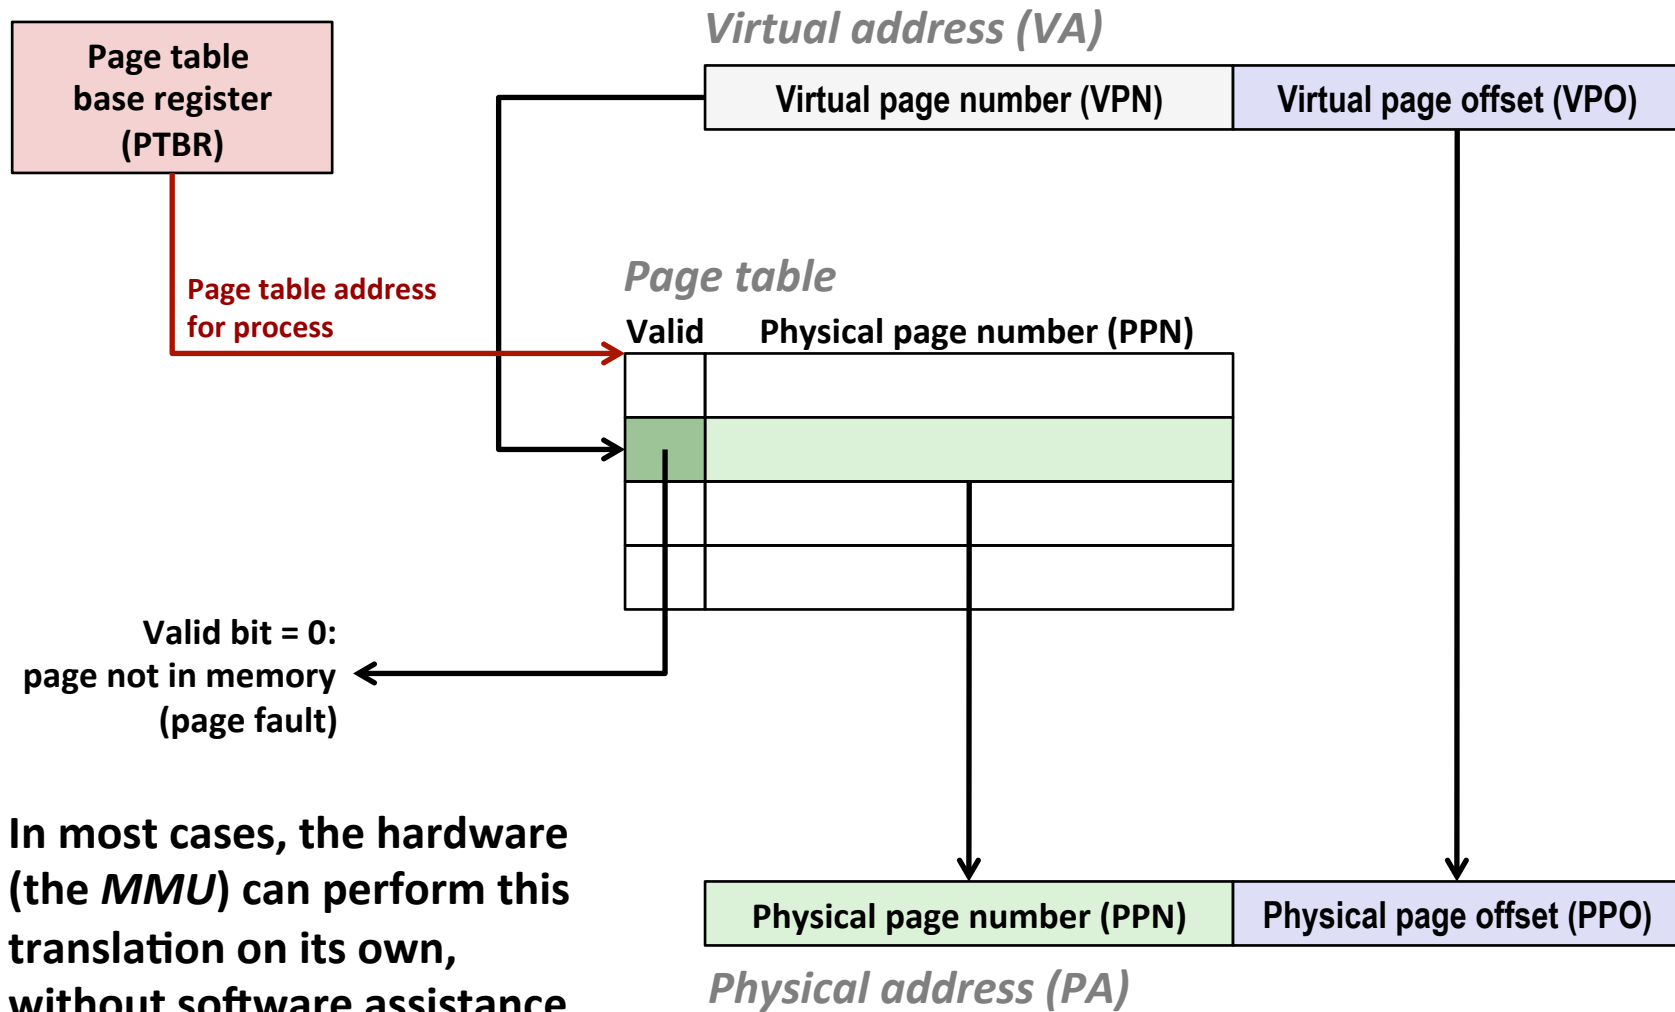 Virtual address (VA)
Page table
base register
(PTBR)
Virtual page number (VPN)
Virtual page offset (VPO)
Page table address
for process
Page table
Valid
Physical page number (PPN)
Valid bit = 0:
page not in memory
(page fault)
In most cases, the hardware
(the MMU) can perform this
translation on its own,
without software assistance
Physical page number (PPN)
Physical page offset (PPO)
Physical address (PA)